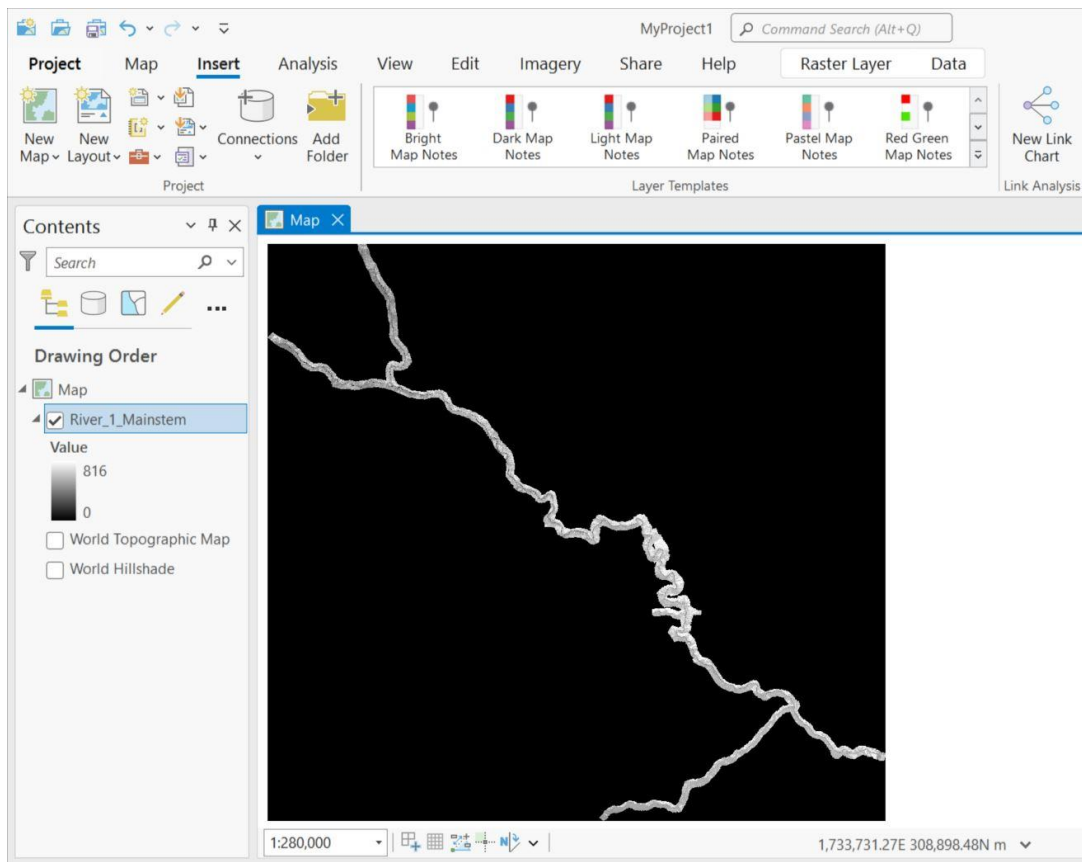 MyProject1
Command Search (Alt+Q)
Project Map Insert Analysis View Edit Imagery Share Help Raster Layer Data
New Map
New Layout
Connections
Add Folder
Project
Bright Map Notes
Dark Map Notes
Light Map Notes
Paired Map Notes
Pastel Map Notes
Red Green Map Notes
Layer Templates
New Link Chart
Link Analysis
Contents
Search
Drawing Order
Map
River_1_Mainstem
Value
816
0
World Topographic Map
World Hillshade
Map
1:280,000
N
1,733,731.27E 308,898.48N m